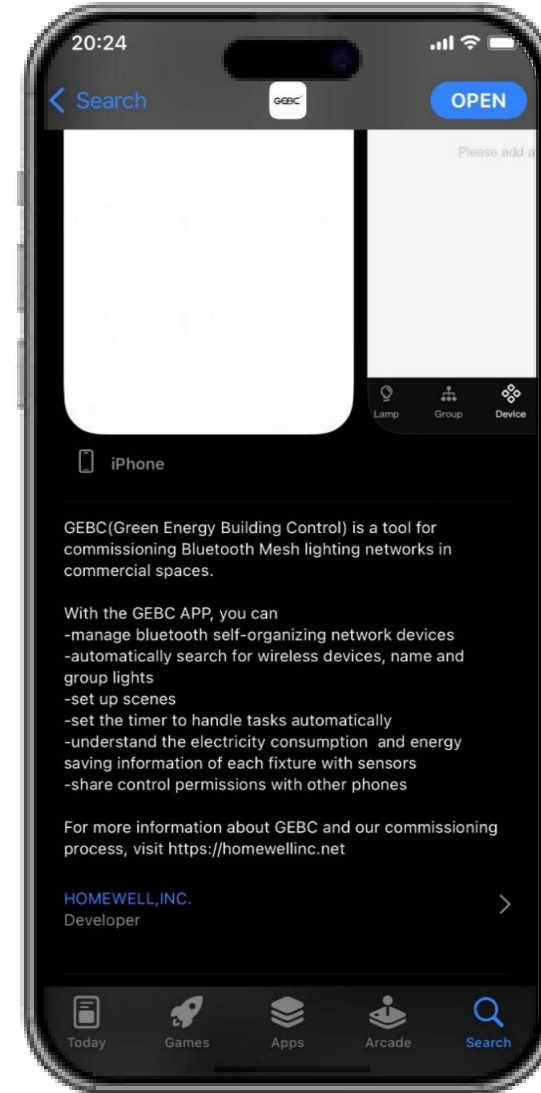 20:24
Search
GEBC
OPEN
Please add a
Lamp
Group
Device
iPhone
GEBC(Green Energy Building Control) is a tool for
commissioning Bluetooth Mesh lighting networks in
commercial spaces.
With the GEBC APP, you can
-manage bluetooth self-organizing network devices
-automatically search for wireless devices, name and
group lights
-set up scenes
-set the timer to handle tasks automatically
-understand the electricity consumption  and energy
saving information of each fixture with sensors
-share control permissions with other phones
For more information about GEBC and our commissioning
process, visit https://homewellinc.net
HOMEWELL,INC.
Developer
Today
Games
Apps
Arcade
Search